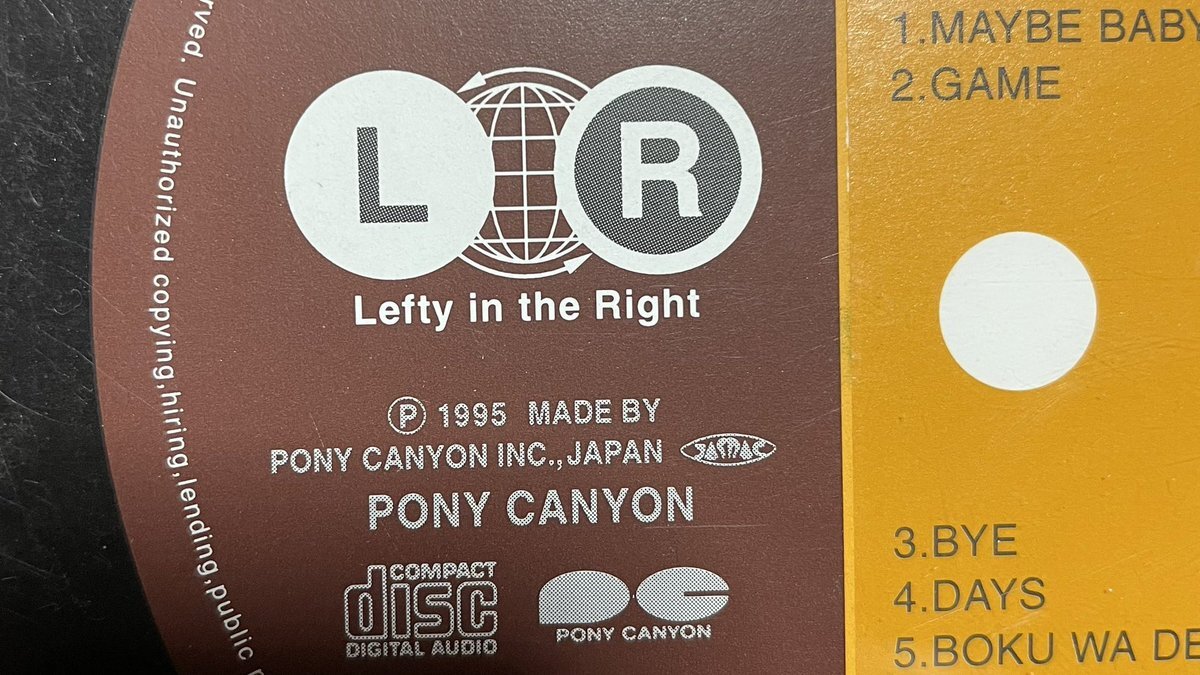 rved. Unauthorized copying,hiring,lending,public
L R
Lefty in the Right
Ⓟ 1995 MADE BY
PONY CANYON INC.,JAPAN JASRAC
PONY CANYON
COMPACT
disc
DIGITAL AUDIO
PC
PONY CANYON
1.MAYBE BABY
2.GAME
3.BYE
4.DAYS
5.BOKU WA DE